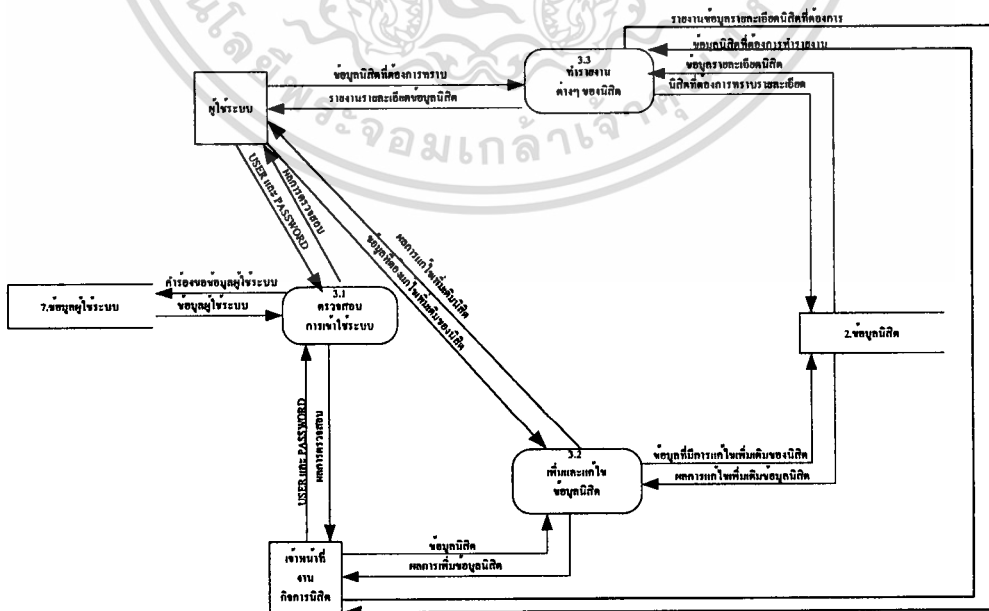 รายงานข้อมูลรายละเอียดนิสิตที่ต้องการ
ข้อมูลนิสิตที่ต้องการทำรายงาน
ข้อมูลรายละเอียดนิสิต
นิสิตที่ต้องการทราบรายละเอียด
3.3
ทำรายงาน
ต่างๆ ของนิสิต
ข้อมูลนิสิตที่ต้องการทราบ
รายงานรายละเอียดข้อมูลนิสิต
ผู้ใช้ระบบ
พระจอมเกล้าเจ้า
USER และ PASSWORD
ผลการตรวจสอบ
ข้อมูลที่ต้องแก้ไขเพิ่มเติมของนิสิต
ผลการแก้ไขเพิ่มเติมนิสิต
คำร้องขอข้อมูลผู้ใช้ระบบ
7.ข้อมูลผู้ใช้ระบบ
ข้อมูลผู้ใช้ระบบ
3.1
ตรวจสอบ
การเข้าใช้ระบบ
2.ข้อมูลนิสิต
USER และ PASSWORD
ผลการตรวจสอบ
3.2
เพิ่มและแก้ไข
ข้อมูลนิสิต
ข้อมูลที่มีการแก้ไขเพิ่มเติมของนิสิต
ผลการแก้ไขเพิ่มเติมข้อมูลนิสิต
ข้อมูลนิสิต
ผลการเพิ่มข้อมูลนิสิต
เจ้าหน้าที่
งาน
กิจการนิสิต